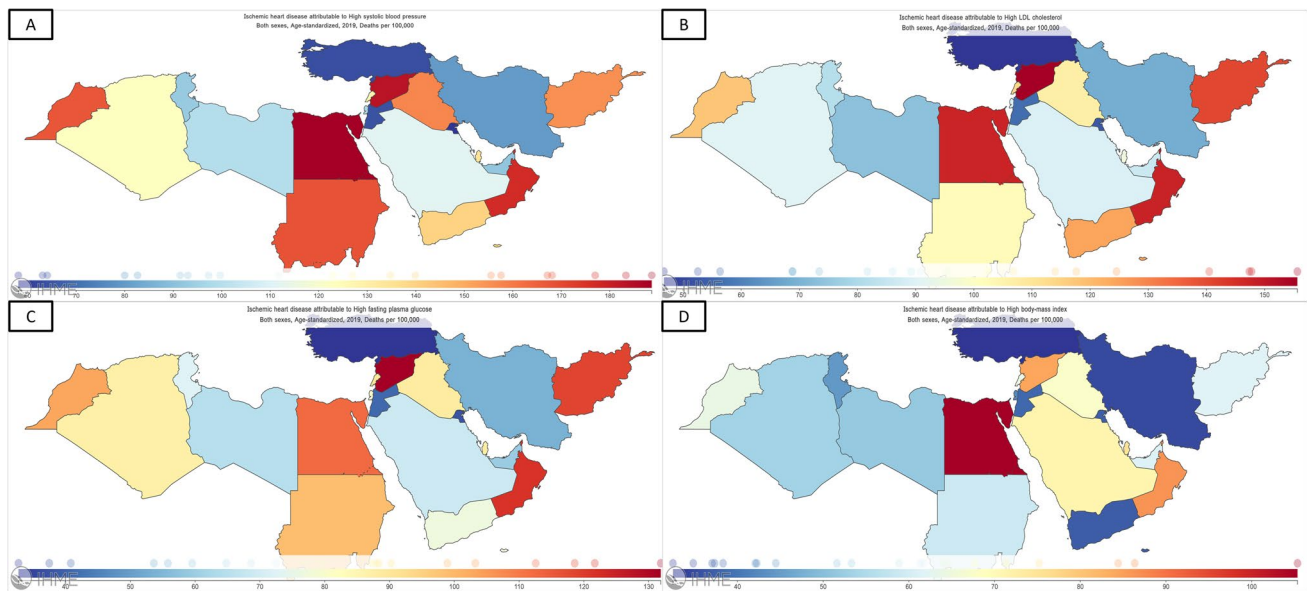 A
Ischemic heart disease attributable to High systolic blood pressure
Both sexes, Age-standardized, 2019, Deaths per 100,000
IHME
60 70 80 90 100 110 120 130 140 150 160 170 180
B
Ischemic heart disease attributable to High LDL cholesterol
Both sexes, Age-standardized, 2019, Deaths per 100,000
IHME
50 60 70 80 90 100 110 120 130 140 150
C
Ischemic heart disease attributable to High fasting plasma glucose
Both sexes, Age-standardized, 2019, Deaths per 100,000
IHME
50 60 70 80 90 100 110 120 130
D
Ischemic heart disease attributable to High body-mass index
Both sexes, Age-standardized, 2019, Deaths per 100,000
IHME
40 50 60 70 80 90 100